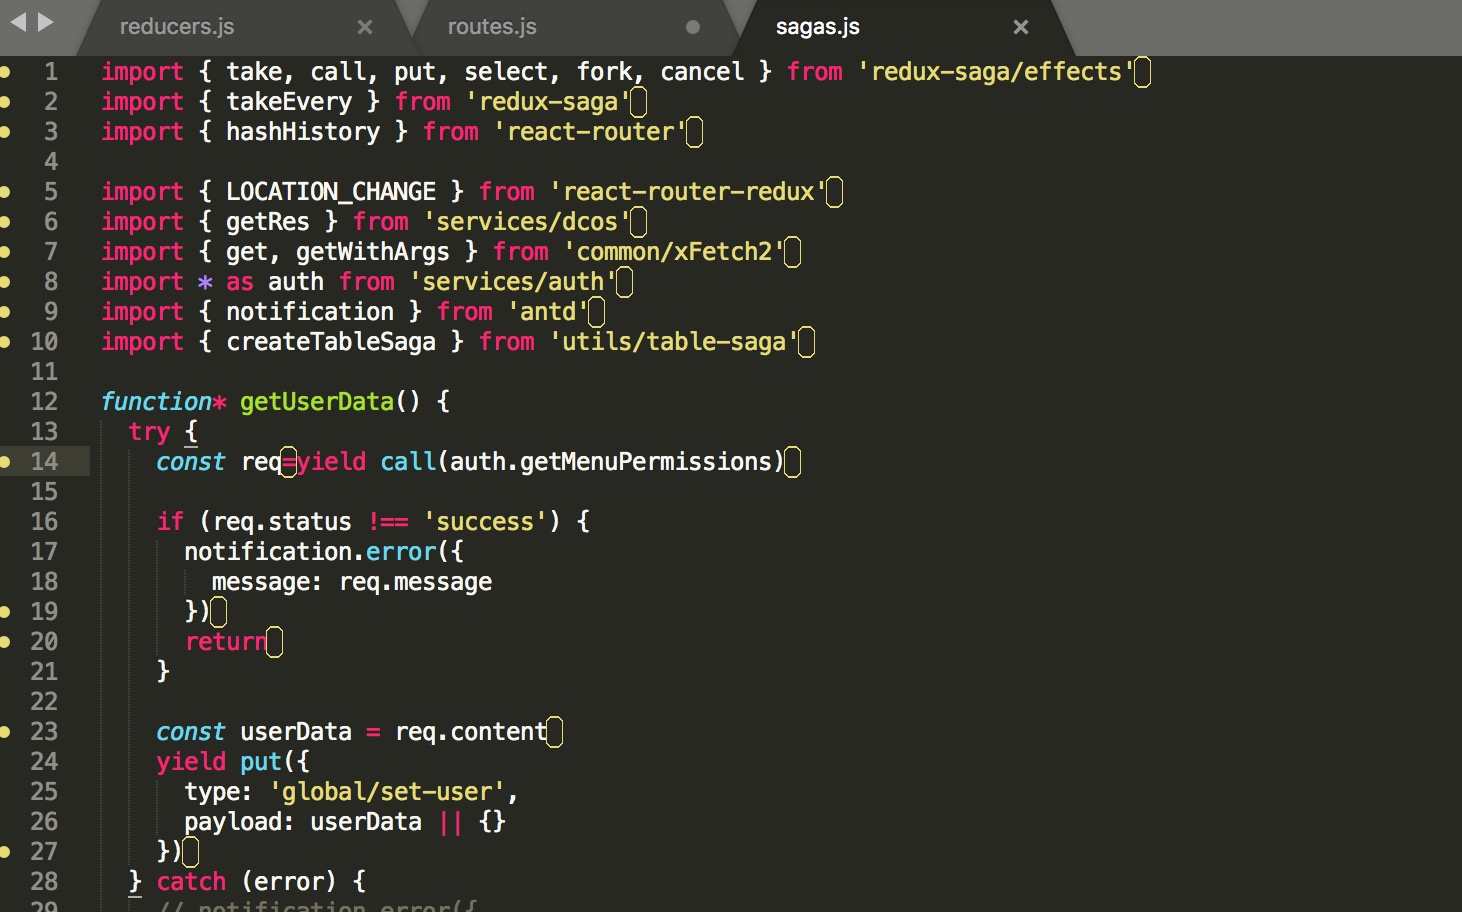 reducers.js × routes.js sagas.js ×
1 import { take, call, put, select, fork, cancel } from 'redux-saga/effects'
2 import { takeEvery } from 'redux-saga'
3 import { hashHistory } from 'react-router'
4
5 import { LOCATION_CHANGE } from 'react-router-redux'
6 import { getRes } from 'services/dcos'
7 import { get, getWithArgs } from 'common/xFetch2'
8 import * as auth from 'services/auth'
9 import { notification } from 'antd'
10 import { createTableSaga } from 'utils/table-saga'
11
12 function* getUserData() {
13 try {
14 const req=yield call(auth.getMenuPermissions)
15
16 if (req.status !== 'success') {
17 notification.error({
18 message: req.message
19 })
20 return
21 }
22
23 const userData = req.content
24 yield put({
25 type: 'global/set-user',
26 payload: userData || {}
27 })
28 } catch (error) {
29 // notification.error({